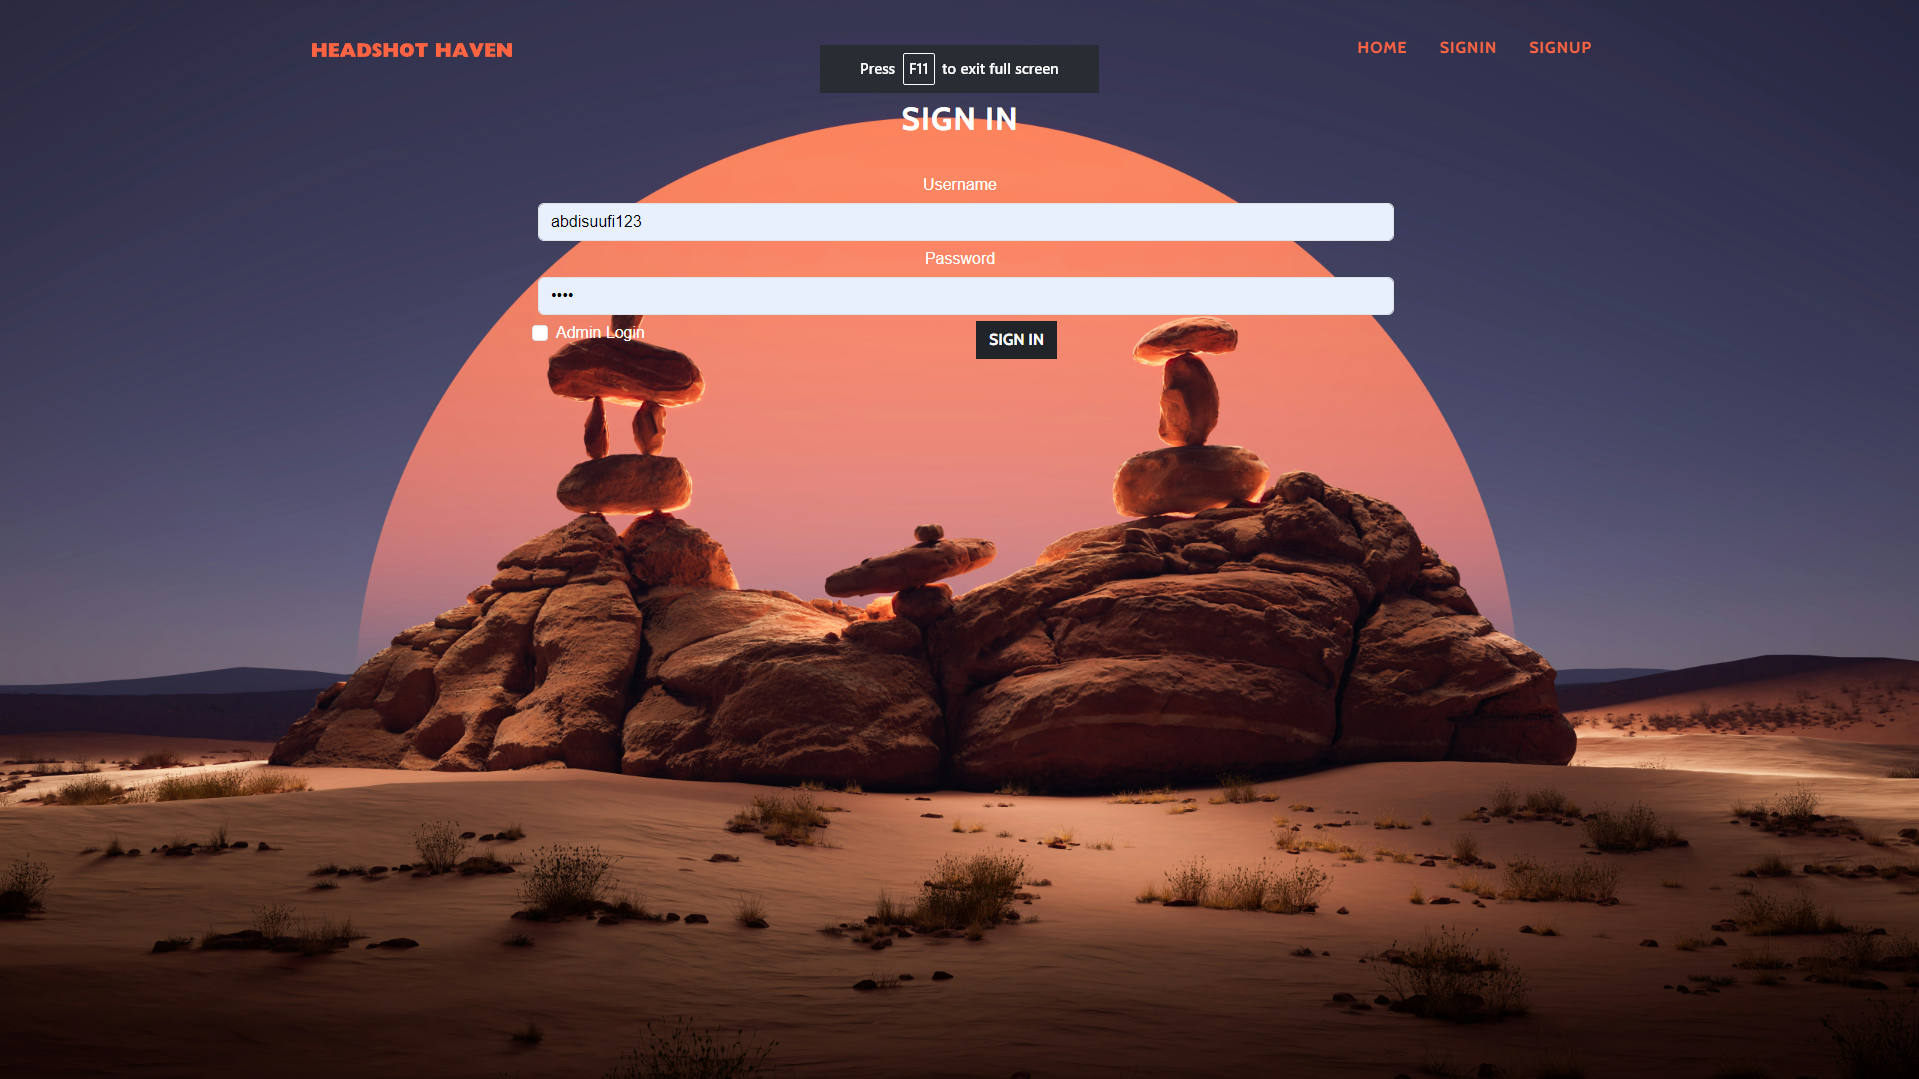 HEADSHOT HAVEN
HOME SIGNIN SIGNUP
Press F11 to exit full screen
SIGN IN
Username
abdisuufi123
Password
••••
Admin Login
SIGN IN